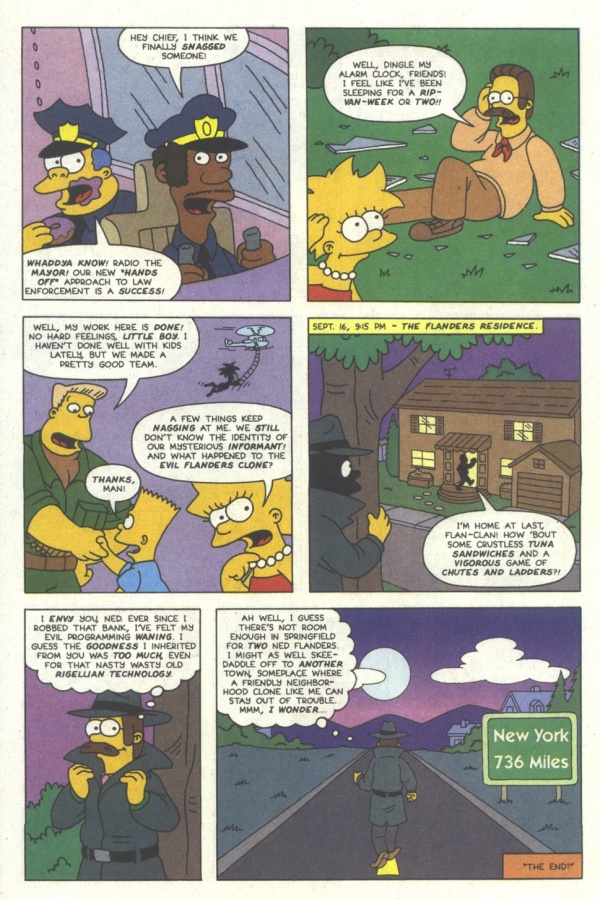 HEY CHIEF, I THINK WE
FINALLY SNAGGED
SOMEONE!
WHADDYA KNOW! RADIO THE
MAYOR! OUR NEW "HANDS
OFF" APPROACH TO LAW
ENFORCEMENT IS A SUCCESS!
WELL, DINGLE MY
ALARM CLOCK, FRIENDS!
I FEEL LIKE I'VE BEEN
SLEEPING FOR A RIP-
VAN-WEEK OR TWO!!
WELL, MY WORK HERE IS DONE!
NO HARD FEELINGS, LITTLE BOY. I
HAVEN'T DONE WELL WITH KIDS
LATELY, BUT WE MADE A
PRETTY GOOD TEAM.
THANKS,
MAN!
A FEW THINGS KEEP
NAGGING AT ME. WE STILL
DON'T KNOW THE IDENTITY OF
OUR MYSTERIOUS INFORMANT!
AND WHAT HAPPENED TO THE
EVIL FLANDERS CLONE?
SEPT. 16, 9:15 PM - THE FLANDERS RESIDENCE.
I'M HOME AT LAST,
FLAN-CLAN! HOW 'BOUT
SOME CRUSTLESS TUNA
SANDWICHES AND A
VIGOROUS GAME OF
CHUTES AND LADDERS?!
I ENVY YOU, NED. EVER SINCE I
ROBBED THAT BANK, I'VE FELT MY
EVIL PROGRAMMING WANING. I
GUESS THE GOODNESS I INHERITED
FROM YOU WAS TOO MUCH, EVEN
FOR THAT NASTY WASTY OLD
RIGELLIAN TECHNOLOGY.
AH WELL, I GUESS
THERE'S NOT ROOM
ENOUGH IN SPRINGFIELD
FOR TWO NED FLANDERS.
I MIGHT AS WELL SKEE-
DADDLE OFF TO ANOTHER
TOWN, SOMEPLACE WHERE
A FRIENDLY NEIGHBOR-
HOOD CLONE LIKE ME CAN
STAY OUT OF TROUBLE.
MMM, I WONDER...
New York
736 Miles
"THE END?"